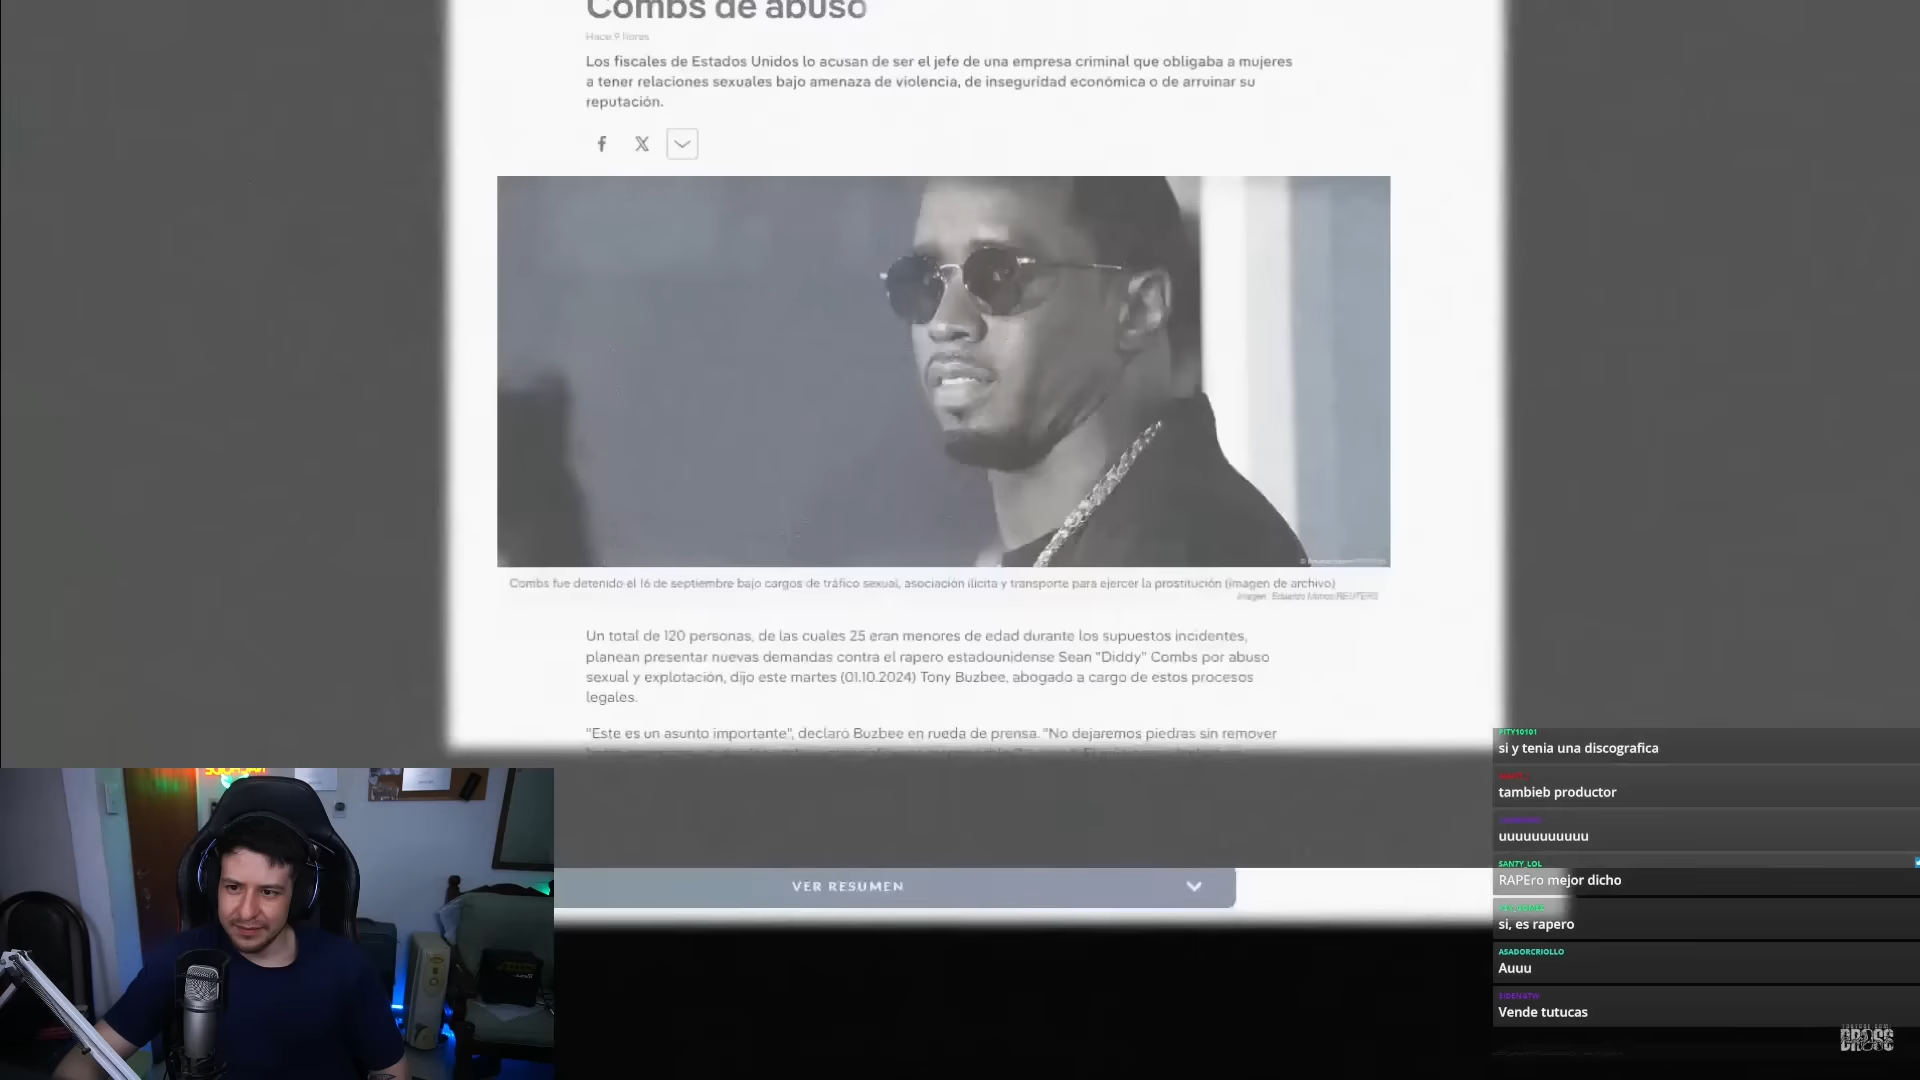 Combs de abuso
Hace 9 horas
Los fiscales de Estados Unidos lo acusan de ser el jefe de una empresa criminal que obligaba a mujeres
a tener relaciones sexuales bajo amenaza de violencia, de inseguridad económica o de arruinar su
reputación.
Combs fue detenido el 16 de septiembre bajo cargos de tráfico sexual, asociación ilícita y transporte para ejercer la prostitución (imagen de archivo)
Imagen: REUTERS
Un total de 120 personas, de las cuales 25 eran menores de edad durante los supuestos incidentes,
planean presentar nuevas demandas contra el rapero estadounidense Sean "Diddy" Combs por abuso
sexual y explotación, dijo este martes (01.10.2024) Tony Buzbee, abogado a cargo de estos procesos
legales.
"Este es un asunto importante", declaró Buzbee en rueda de prensa. "No dejaremos piedras sin remover
VER RESUMEN
PITY10101
si y tenia una discografica
tambieb productor
uuuuuuuuuuu
SANTY_LOL
RAPEro mejor dicho
si, es rapero
ASADORCRIOLLO
Auuu
EIDENGTW
Vende tutucas